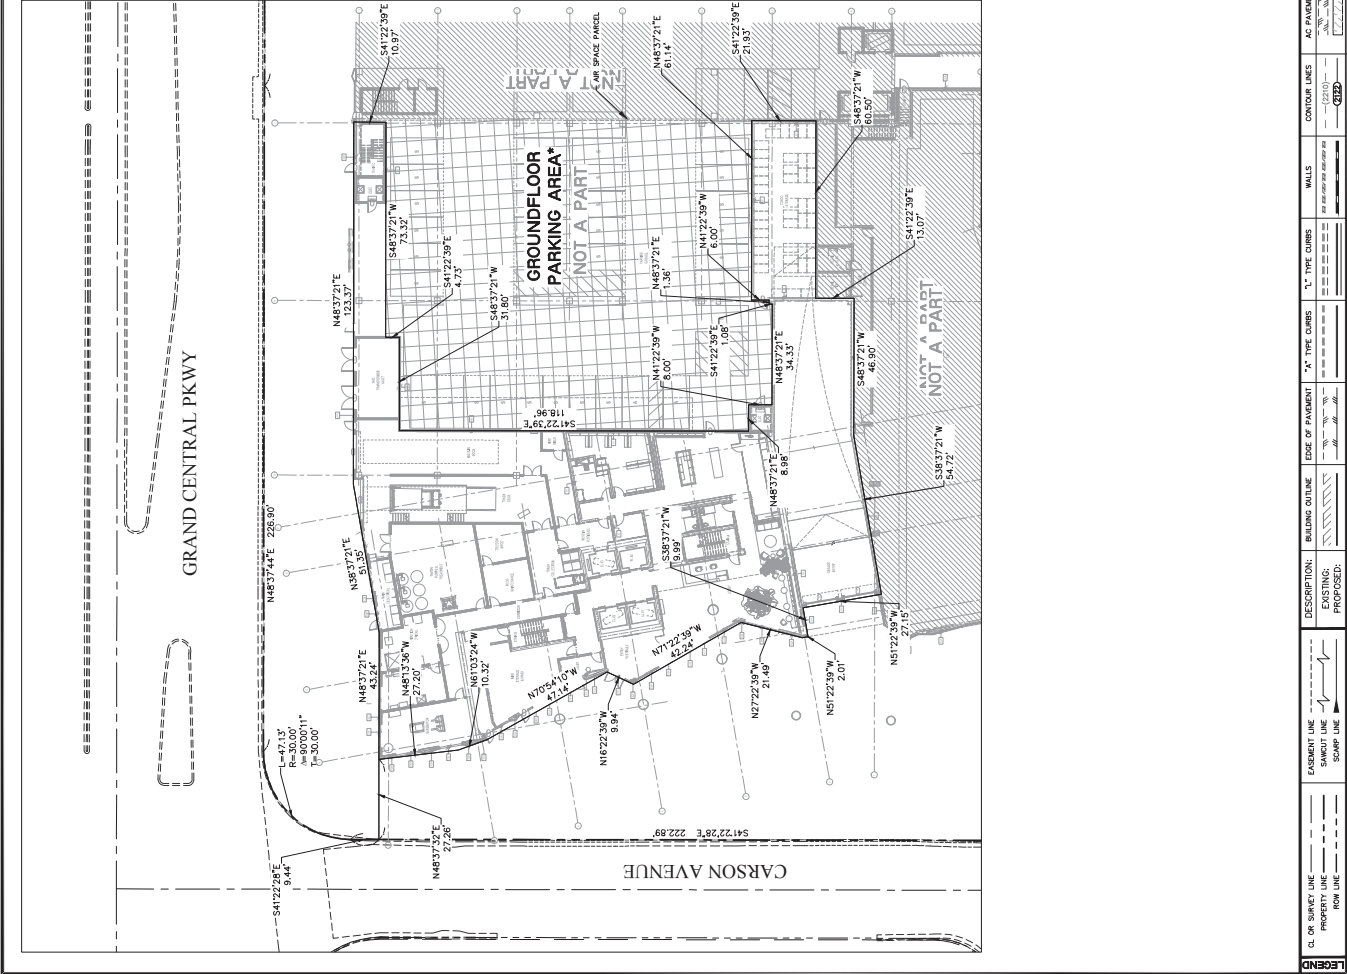 GRAND CENTRAL PKWY
CARSON AVENUE
GROUNDFLOOR
PARKING AREA*
NOT A PART
NOT A PART
NOT A PART
NOT A PART
AIR SPACE PARCEL
S41°22'39"E
10.97'
N48°37'21"E
61.14'
S41°22'39"E
21.93'
S48°37'21"W
60.50'
S48°37'21"W
73.32'
N48°37'21"E
123.37'
S41°22'39"E
4.73'
S48°37'21"W
31.80'
N41°22'39"W
6.00'
N48°37'21"E
1.36'
S41°22'39"E
13.07'
N41°22'39"W
8.00'
S41°22'39"E
1.08'
N48°37'21"E
34.33'
S48°37'21"W
46.90'
S41°22'39"E
118.96'
N48°37'21"E
8.98'
S38°37'21"W
54.72'
N48°37'44"E 226.90'
N38°37'21"E
51.35'
S38°37'21"W
9.99'
N48°37'21"E
43.24'
N48°13'36"W
27.20'
N61°03'24"W
10.32'
N70°54'10"W
47.14'
N71°22'39"W
42.24'
N16°22'39"W
9.94'
N27°22'39"W
21.49'
N51°22'39"W
2.01'
N51°22'39"W
27.15'
L=47.13'
R=30.00'
Δ=90°00'11"
T=30.00'
N48°37'32"E
27.26'
S41°22'28"E
9.44'
S41°22'28"E 222.89'
LEGEND
CL OR SURVEY LINE
PROPERTY LINE
ROW LINE
EASEMENT LINE
SAWCUT LINE
SCARP LINE
DESCRIPTION:
EXISTING:
PROPOSED:
BUILDING OUTLINE
EDGE OF PAVEMENT
"A" TYPE CURBS
"L" TYPE CURBS
WALLS
CONTOUR LINES
(2210)
2122
AC PAVEM